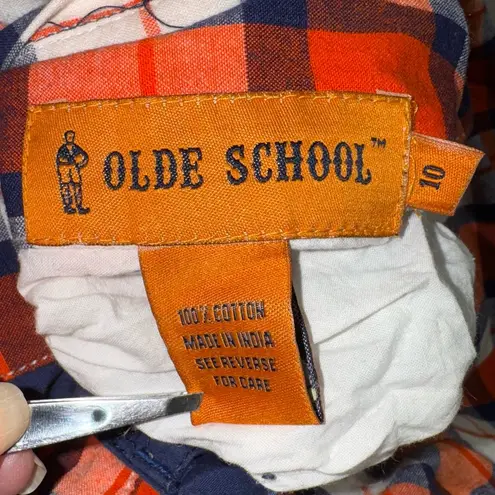 OLDE SCHOOL™
10
100% COTTON
MADE IN INDIA
SEE REVERSE
FOR CARE